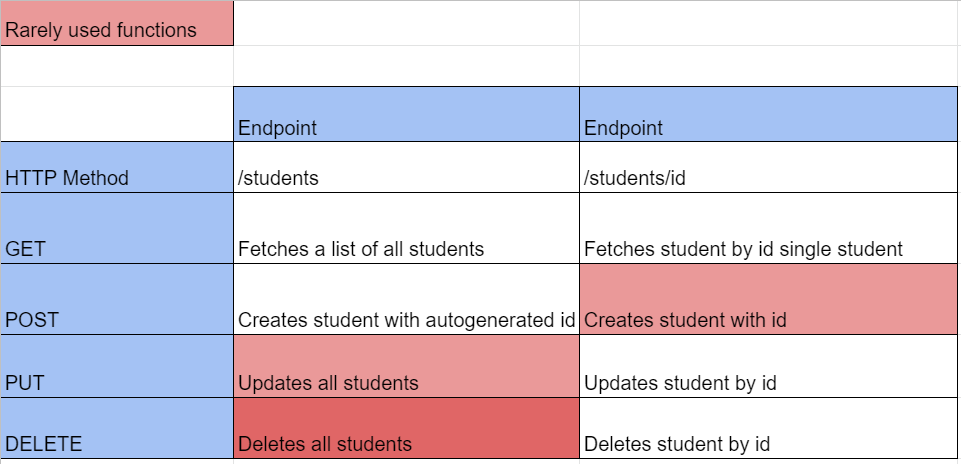 Rarely used functions
Endpoint Endpoint
HTTP Method /students /students/id
GET Fetches a list of all students Fetches student by id single student
POST Creates student with autogenerated id Creates student with id
PUT Updates all students Updates student by id
DELETE Deletes all students Deletes student by id